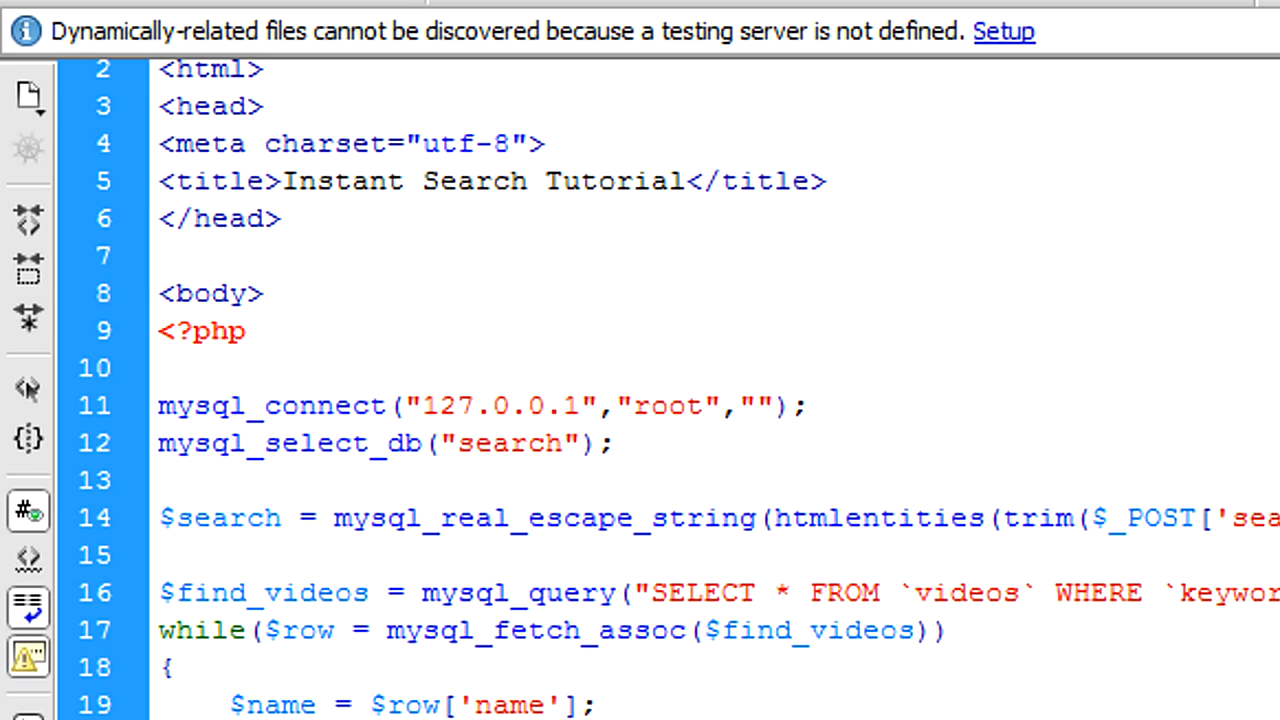 Dynamically-related files cannot be discovered because a testing server is not defined. Setup
2 <html>
3 <head>
4 <meta charset="utf-8">
5 <title>Instant Search Tutorial</title>
6 </head>
7
8 <body>
9 <?php
10
11 mysql_connect("127.0.0.1","root","");
12 mysql_select_db("search");
13
14 $search = mysql_real_escape_string(htmlentities(trim($_POST['sea
15
16 $find_videos = mysql_query("SELECT * FROM `videos` WHERE `keywor
17 while($row = mysql_fetch_assoc($find_videos))
18 {
19 $name = $row['name'];